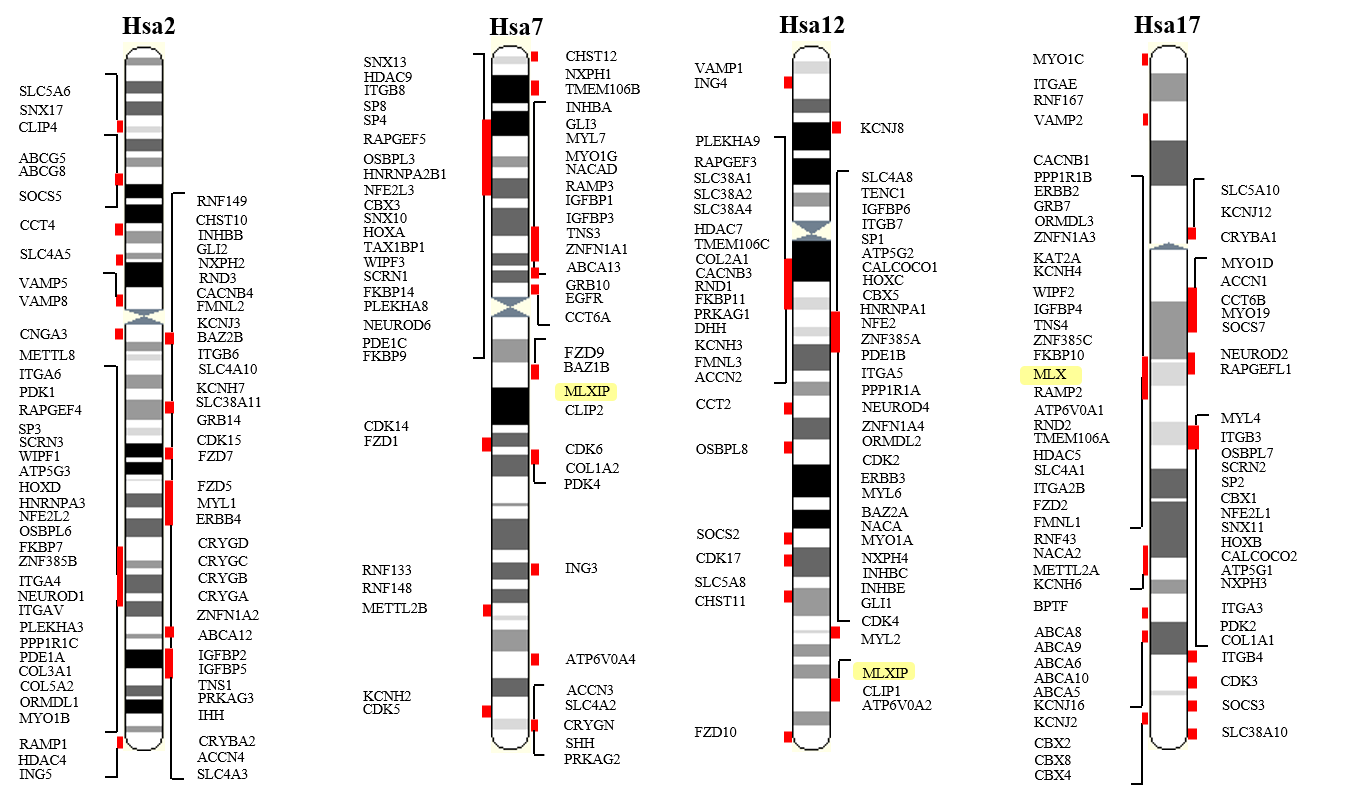 Hsa2
SLC5A6
SNX17
CLIP4
ABCG5
ABCG8
SOCS5
CCT4
SLC4A5
VAMP5
VAMP8
CNGA3
METTL8
ITGA6
PDK1
RAPGEF4
SP3
SCRN3
WIPF1
ATP5G3
HOXD
HNRNPA3
NFE2L2
OSBPL6
FKBP7
ZNF385B
ITGA4
NEUROD1
ITGAV
PLEKHA3
PPP1R1C
PDE1A
COL3A1
COL5A2
ORMDL1
MYO1B
RAMP1
HDAC4
ING5
RNF149
CHST10
INHBB
GLI2
NXPH2
RND3
CACNB4
FMNL2
KCNJ3
BAZ2B
ITGB6
SLC4A10
KCNH7
SLC38A11
GRB14
CDK15
FZD7
FZD5
MYL1
ERBB4
CRYGD
CRYGC
CRYGB
CRYGA
ZNFN1A2
ABCA12
IGFBP2
IGFBP5
TNS1
PRKAG3
IHH
CRYBA2
ACCN4
SLC4A3
Hsa7
SNX13
HDAC9
ITGB8
SP8
SP4
RAPGEF5
OSBPL3
HNRNPA2B1
NFE2L3
CBX3
SNX10
HOXA
TAX1BP1
WIPF3
SCRN1
FKBP14
PLEKHA8
NEUROD6
PDE1C
FKBP9
CDK14
FZD1
RNF133
RNF148
METTL2B
KCNH2
CDK5
CHST12
NXPH1
TMEM106B
INHBA
GLI3
MYL7
MYO1G
NACAD
RAMP3
IGFBP1
IGFBP3
TNS3
ZNFN1A1
ABCA13
GRB10
EGFR
CCT6A
FZD9
BAZ1B
MLXIP
CLIP2
CDK6
COL1A2
PDK4
ING3
ATP6V0A4
ACCN3
SLC4A2
CRYGN
SHH
PRKAG2
Hsa12
VAMP1
ING4
PLEKHA9
RAPGEF3
SLC38A1
SLC38A2
SLC38A4
HDAC7
TMEM106C
COL2A1
CACNB3
RND1
FKBP11
PRKAG1
DHH
KCNH3
FMNL3
ACCN2
CCT2
OSBPL8
SOCS2
CDK17
SLC5A8
CHST11
FZD10
KCNJ8
SLC4A8
TENC1
IGFBP6
ITGB7
SP1
ATP5G2
CALCOCO1
HOXC
CBX5
HNRNPA1
NFE2
ZNF385A
PDE1B
ITGA5
PPP1R1A
NEUROD4
ZNFN1A4
ORMDL2
CDK2
ERBB3
MYL6
BAZ2A
NACA
MYO1A
NXPH4
INHBC
INHBE
GLI1
CDK4
MYL2
MLXIP
CLIP1
ATP6V0A2
Hsa17
MYO1C
ITGAE
RNF167
VAMP2
CACNB1
PPP1R1B
ERBB2
GRB7
ORMDL3
ZNFN1A3
KAT2A
KCNH4
WIPF2
IGFBP4
TNS4
ZNF385C
FKBP10
MLX
RAMP2
ATP6V0A1
RND2
TMEM106A
HDAC5
SLC4A1
ITGA2B
FZD2
FMNL1
RNF43
NACA2
METTL2A
KCNH6
BPTF
ABCA8
ABCA9
ABCA6
ABCA10
ABCA5
KCNJ16
KCNJ2
CBX2
CBX8
CBX4
SLC5A10
KCNJ12
CRYBA1
MYO1D
ACCN1
CCT6B
MYO19
SOCS7
NEUROD2
RAPGEFL1
MYL4
ITGB3
OSBPL7
SCRN2
SP2
CBX1
NFE2L1
SNX11
HOXB
CALCOCO2
ATP5G1
NXPH3
ITGA3
PDK2
COL1A1
ITGB4
CDK3
SOCS3
SLC38A10